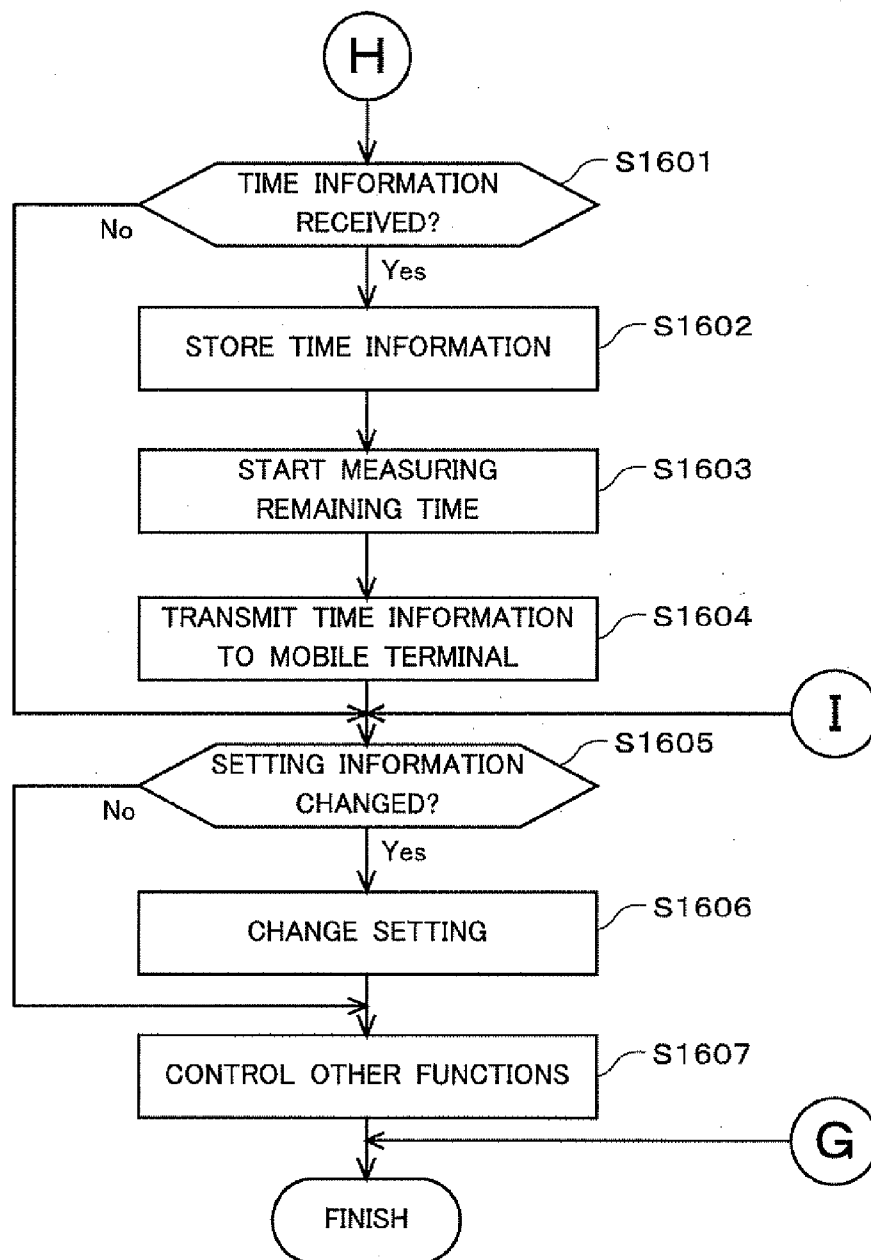 H
S1601
TIME INFORMATION
RECEIVED?
No
Yes
S1602
STORE TIME INFORMATION
START MEASURING
REMAINING TIME
S1603
TRANSMIT TIME INFORMATION
TO MOBILE TERMINAL
S1604
I
S1605
SETTING INFORMATION
CHANGED?
No
Yes
S1606
CHANGE SETTING
S1607
CONTROL OTHER FUNCTIONS
G
FINISH